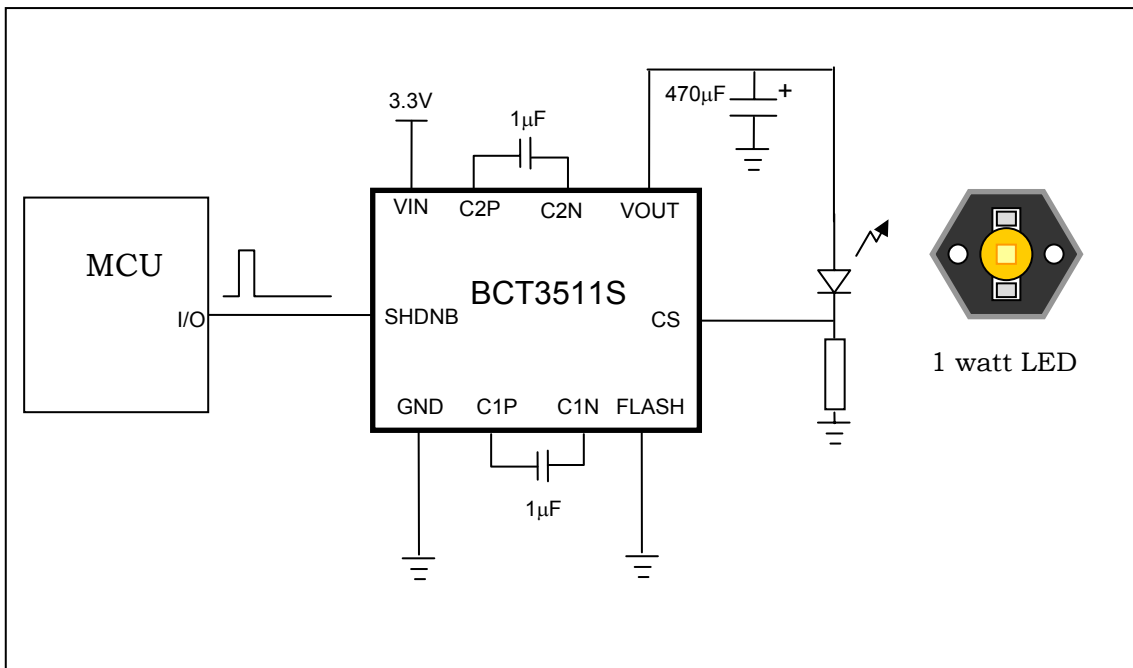 470µF
+
3.3V
1µF
VIN
C2P
C2N
VOUT
MCU
I/O
BCT3511S
SHDNB
CS
1 watt LED
GND
C1P
C1N
FLASH
1µF